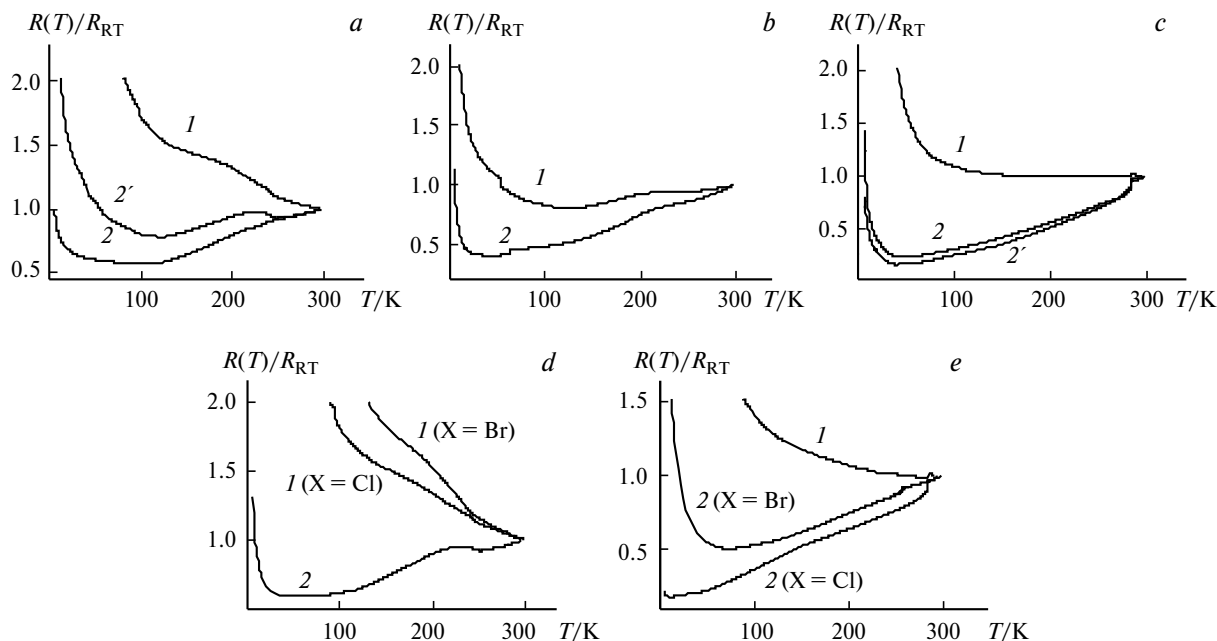 R(T)/R_RT a
2.0
1.5
1.0
0.5
1
2´
2
100 200 300 T/K
R(T)/R_RT b
2.0
1.5
1.0
0.5
1
2
100 200 300 T/K
R(T)/R_RT c
2.0
1.5
1.0
0.5
1
2
2´
100 200 300 T/K
R(T)/R_RT d
2.0
1.5
1.0
1 (X = Br)
1 (X = Cl)
2
100 200 300 T/K
R(T)/R_RT e
1.5
1.0
0.5
1
2 (X = Br)
2 (X = Cl)
100 200 300 T/K